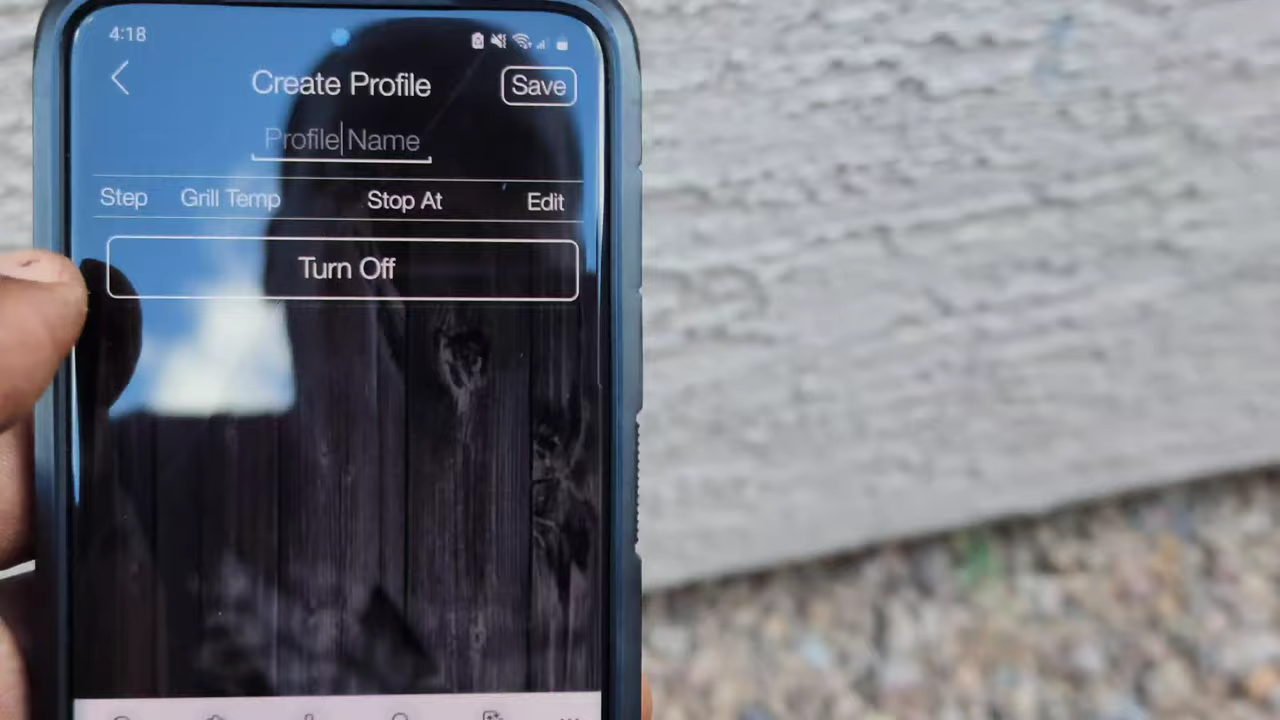 4:18
Create Profile
Save
Profile Name
Step Grill Temp Stop At Edit
Turn Off